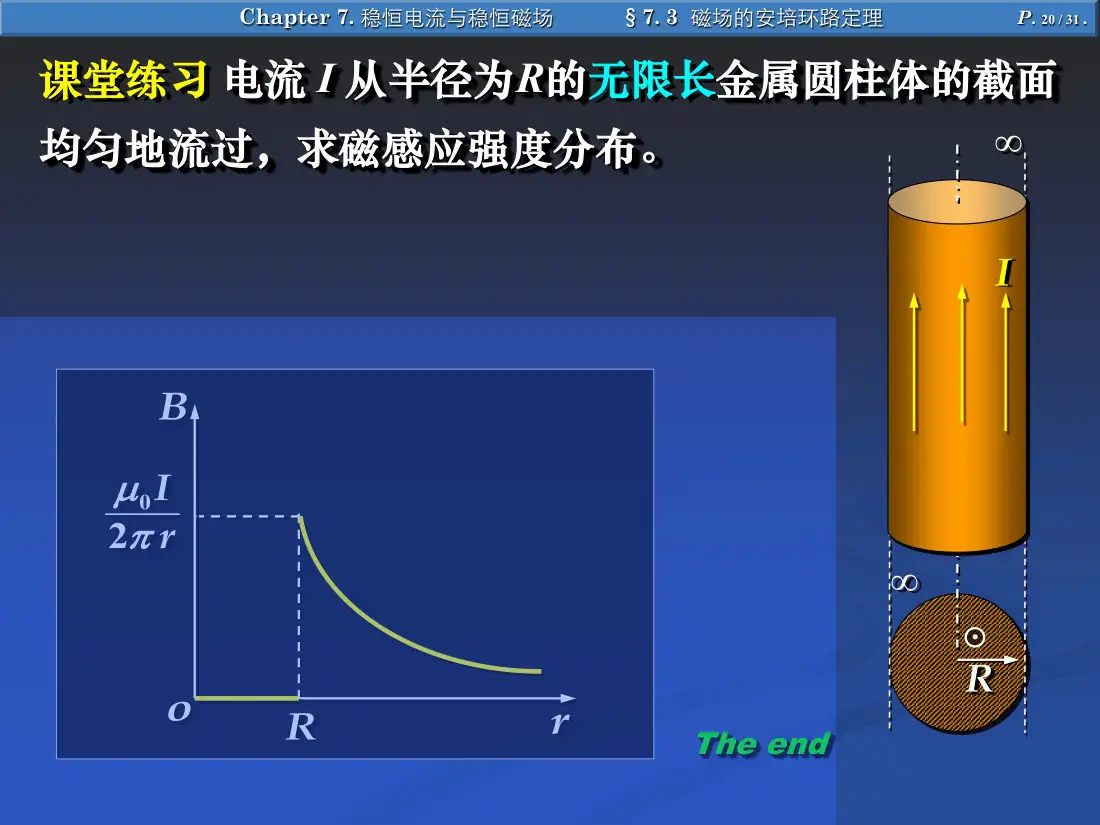 Chapter 7. 稳恒电流与稳恒磁场 § 7. 3 磁场的安培环路定理 P. 20 / 31 .
课堂练习 电流 I 从半径为R的无限长金属圆柱体的截面
均匀地流过，求磁感应强度分布。
∞
I
B
μ₀I
2π r
o
R
r
∞
R
The end